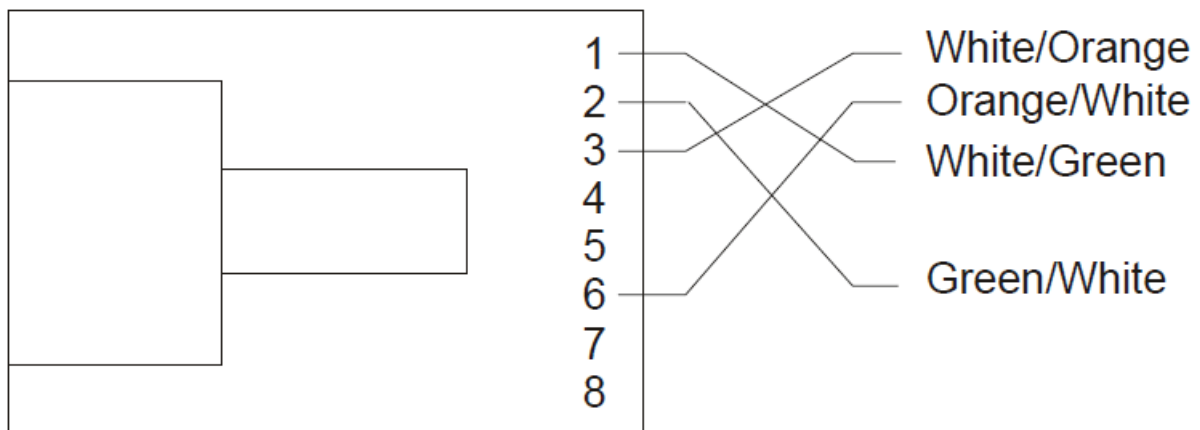 1 White/Orange
2 Orange/White
3 White/Green
4
5
6 Green/White
7
8